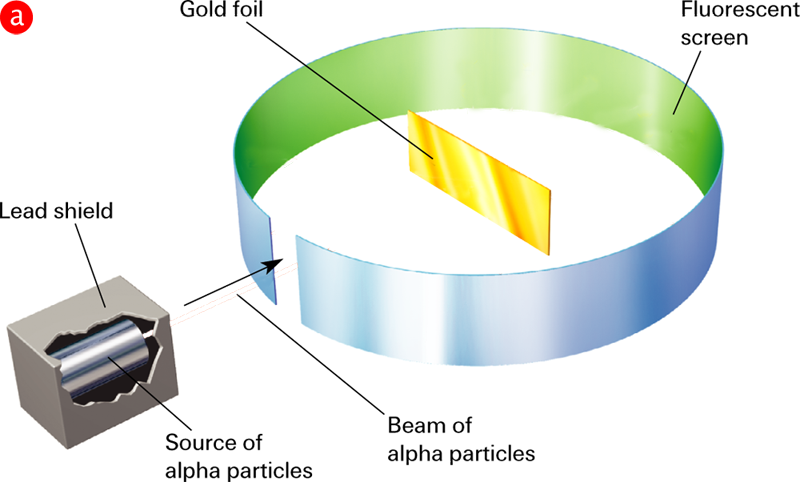 a
Gold foil
Fluorescent
screen
Lead shield
Beam of
alpha particles
Source of
alpha particles